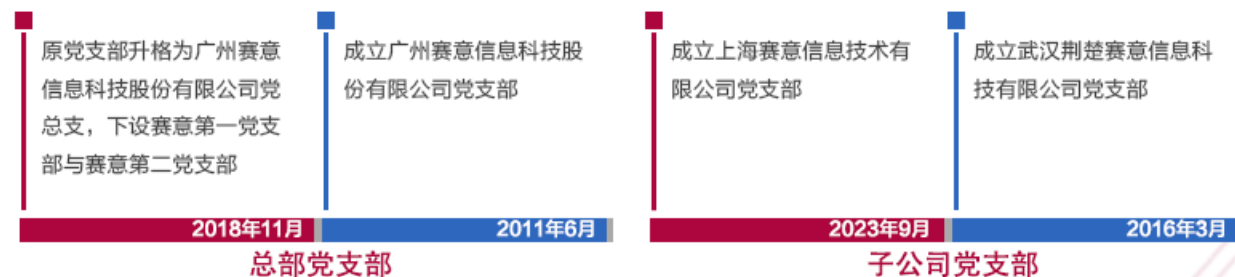 原党支部升格为广州赛意
信息科技股份有限公司党
总支，下设赛意第一党支
部与赛意第二党支部
2018年11月
成立广州赛意信息科技股
份有限公司党支部
2011年6月
总部党支部
成立上海赛意信息技术有
限公司党支部
2023年9月
成立武汉荆楚赛意信息科
技有限公司党支部
2016年3月
子公司党支部